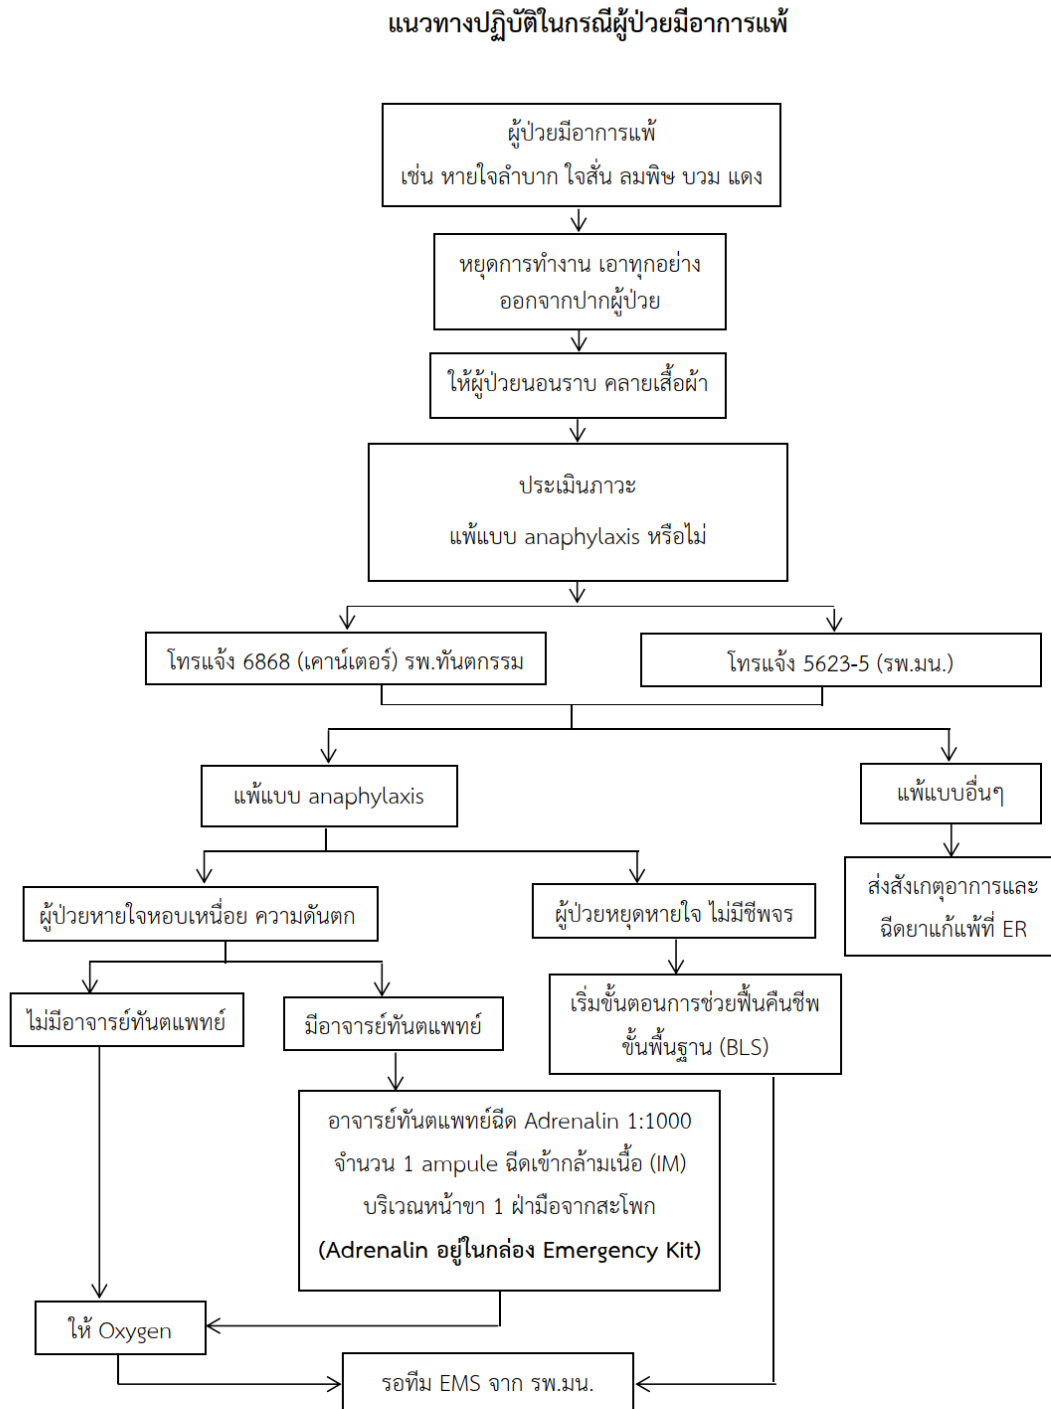 แนวทางปฏิบัติในกรณีผู้ป่วยมีอาการแพ้
ผู้ป่วยมีอาการแพ้
เช่น หายใจลำบาก ใจสั่น ลมพิษ บวม แดง
หยุดการทำงาน เอาทุกอย่าง
ออกจากปากผู้ป่วย
ให้ผู้ป่วยนอนราบ คลายเสื้อผ้า
ประเมินภาวะ
แพ้แบบ anaphylaxis หรือไม่
โทรแจ้ง 6868 (เคาน์เตอร์) รพ.ทันตกรรม
โทรแจ้ง 5623-5 (รพ.มน.)
แพ้แบบ anaphylaxis
แพ้แบบอื่นๆ
ผู้ป่วยหายใจหอบเหนื่อย ความดันตก
ผู้ป่วยหยุดหายใจ ไม่มีชีพจร
ส่งสังเกตุอาการและ
ฉีดยาแก้แพ้ที่ ER
ไม่มีอาจารย์ทันตแพทย์
มีอาจารย์ทันตแพทย์
เริ่มขั้นตอนการช่วยฟื้นคืนชีพ
ขั้นพื้นฐาน (BLS)
อาจารย์ทันตแพทย์ฉีด Adrenalin 1:1000
จำนวน 1 ampule ฉีดเข้ากล้ามเนื้อ (IM)
บริเวณหน้าขา 1 ฝ่ามือจากสะโพก
(Adrenalin อยู่ในกล่อง Emergency Kit)
ให้ Oxygen
รอทีม EMS จาก รพ.มน.